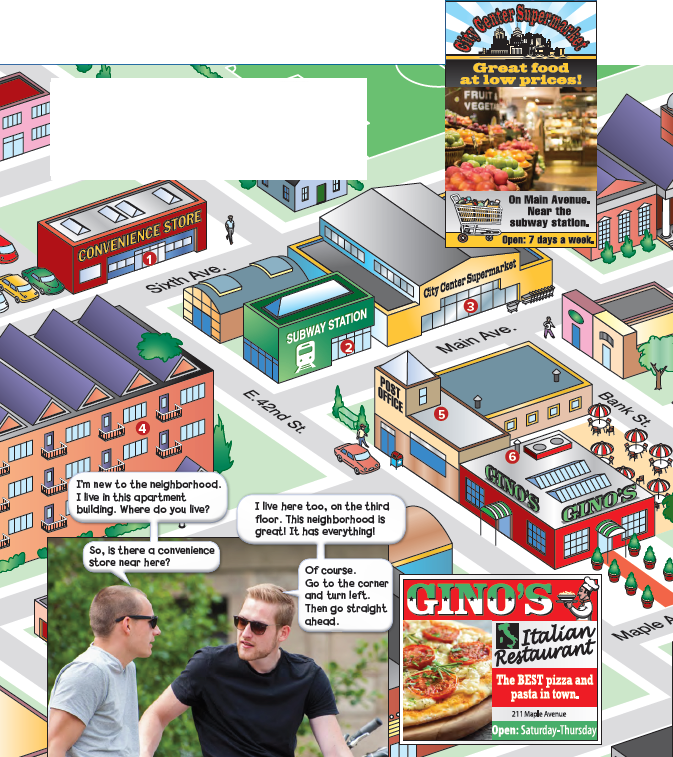 City Center Supermarket
Great food
at low prices!
FRUIT &
VEGETA
On Main Avenue.
Near the
subway station.
Open: 7 days a week.
CONVENIENCE STORE
1
Sixth Ave.
City Center Supermarket
3
SUBWAY STATION
2
Main Ave.
E 42nd St.
POST
OFFICE
5
Bank St.
4
6
GINO'S
GINO'S
I'm new to the neighborhood.
I live in this apartment
building. Where do you live?
I live here too, on the third
floor. This neighborhood is
great! It has everything!
So, is there a convenience
store near here?
Of course.
Go to the corner
and turn left.
Then go straight
ahead.
Maple A
GINO'S
Italian
Restaurant
The BEST pizza and
pasta in town.
211 Maple Avenue
Open: Saturday-Thursday